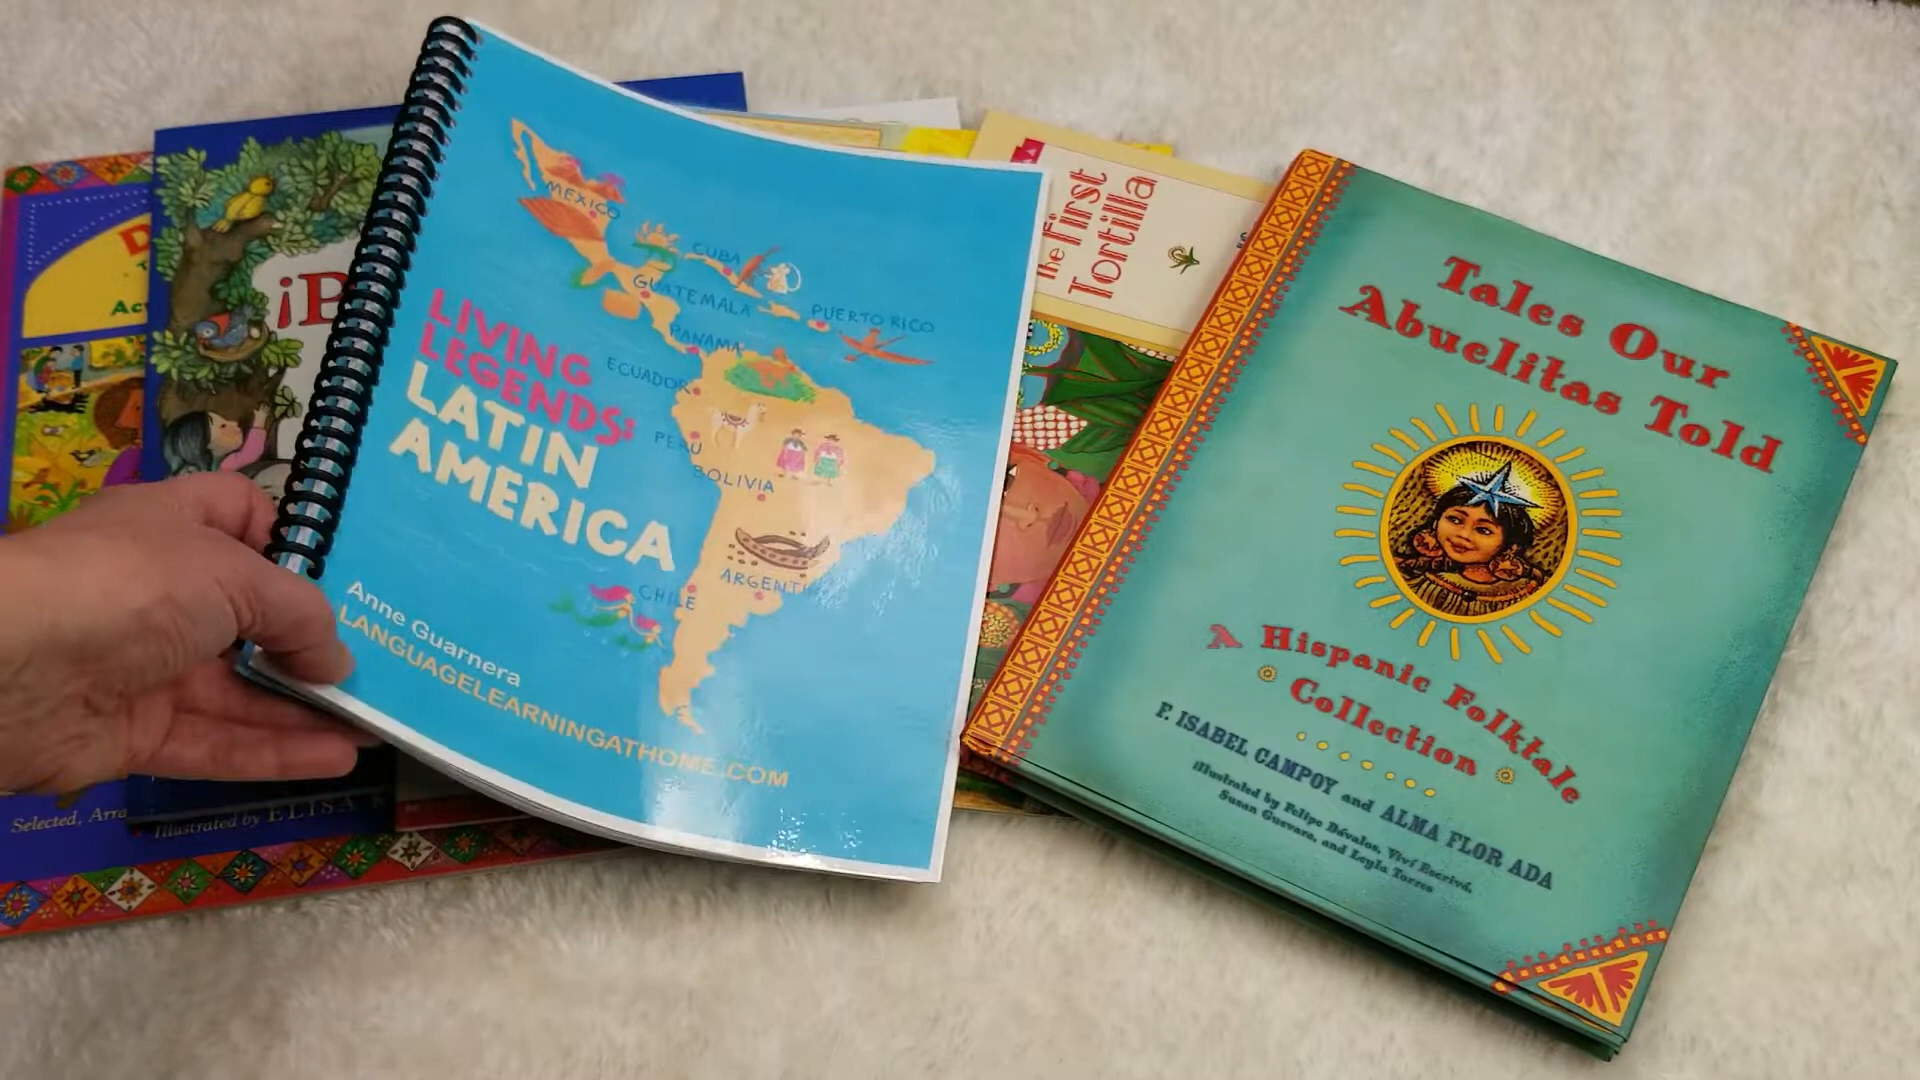 MEXICO
CUBA
GUATEMALA
PUERTO RICO
PANAMA
ECUADOR
PERU
BOLIVIA
CHILE
LIVING
LEGENDS:
LATIN
AMERICA
Anne Guarnera
LANGUAGELEARNINGATHOME.COM
The First
Tortilla
Tales Our
Abuelitas Told
A Hispanic Folktale
Collection
F. ISABEL CAMPOY and ALMA FLOR ADA
illustrated by Felipe Dávalos, Viví Escrivá,
Susan Guevara, and Leyla Torres
Selected,
Illustrated by ELISA